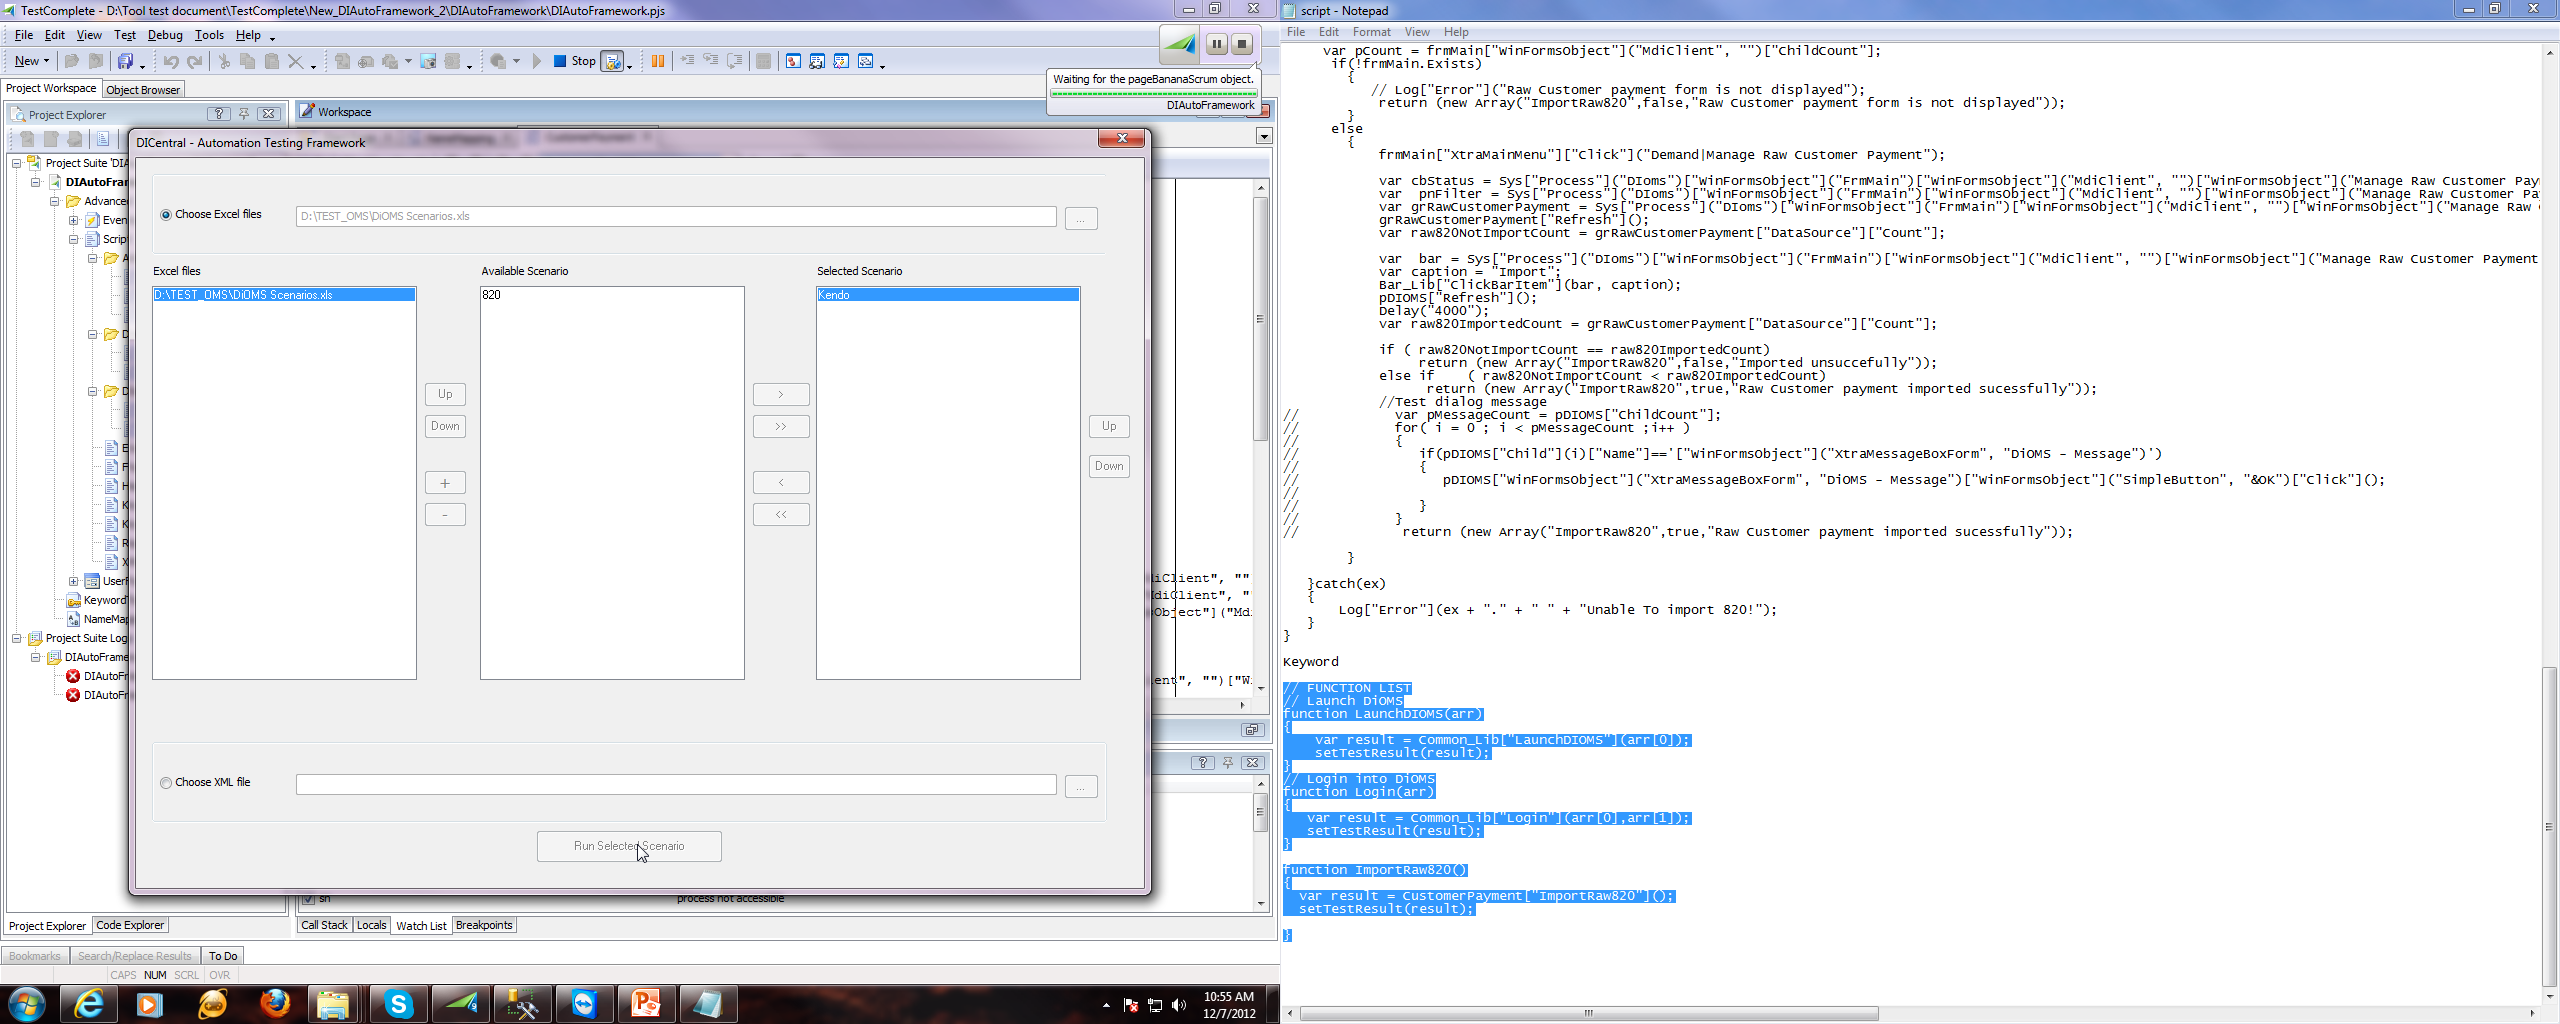 TestComplete - D:\Tool test document\TestComplete\New_DIAutoFramework_2\DIAutoFramework\DIAutoFramework.pjs
File Edit View Test Debug Tools Help
New
Stop
Waiting for the pageBananaScrum object.
DIAutoFramework
Project Workspace
Object Browser
Project Explorer
Workspace
Project Suite 'DIA
DIAutoFrar
Advance
Even
Script
A
D
D
E
F
H
K
K
R
X
UserF
Keyword
NameMap
Project Suite Log
DIAutoFrame
DIAutoFr
DIAutoFr
DICentral - Automation Testing Framework
Choose Excel files
D:\TEST_OMS\DiOMS Scenarios.xls
...
Excel files
Available Scenario
Selected Scenario
D:\TEST_OMS\DiOMS Scenarios.xls
820
Kendo
Up
Down
+
-
>
>>
<
<<
Up
Down
Choose XML file
...
Run Selected Scenario
process not accessible
Project Explorer
Code Explorer
Call Stack
Locals
Watch List
Breakpoints
Bookmarks
Search/Replace Results
To Do
CAPS NUM SCRL OVR
10:55 AM
12/7/2012
script - Notepad
File Edit Format View Help
var pCount = frmMain["WinFormsObject"]("MdiClient", "")["ChildCount"];
if(!frmMain.Exists)
{
// Log["Error"]("Raw Customer payment form is not displayed");
return (new Array("ImportRaw820",false,"Raw Customer payment form is not displayed"));
}
else
{
frmMain["XtraMainMenu"]["Click"]("Demand|Manage Raw Customer Payment");
var cbStatus = Sys["Process"]("DIoms")["WinFormsObject"]("FrmMain")["WinFormsObject"]("MdiClient", "")["WinFormsObject"]("Manage Raw Customer Pay
var  pnFilter = Sys["Process"]("DIoms")["WinFormsObject"]("FrmMain")["WinFormsObject"]("MdiClient", "")["WinFormsObject"]("Manage Raw Customer Pa
var grRawCustomerPayment = Sys["Process"]("DIoms")["WinFormsObject"]("FrmMain")["WinFormsObject"]("MdiClient", "")["WinFormsObject"]("Manage Raw
grRawCustomerPayment["Refresh"]();
var raw820NotImportCount = grRawCustomerPayment["DataSource"]["Count"];
var  bar = Sys["Process"]("DIoms")["WinFormsObject"]("FrmMain")["WinFormsObject"]("MdiClient", "")["WinFormsObject"]("Manage Raw Customer Payment
var caption = "Import";
Bar_Lib["ClickBarItem"](bar, caption);
pDIOMS["Refresh"]();
Delay("4000");
var raw820ImportedCount = grRawCustomerPayment["DataSource"]["Count"];
if ( raw820NotImportCount == raw820ImportedCount)
return (new Array("ImportRaw820",false,"Imported unsuccefully"));
else if    ( raw820NotImportCount < raw820ImportedCount)
return (new Array("ImportRaw820",true,"Raw Customer payment imported sucessfully"));
//Test dialog message
//            var pMessageCount = pDIOMS["ChildCount"];
//            for( i = 0 ; i < pMessageCount ;i++ )
//            {
//               if(pDIOMS["Child"](i)["Name"]=='["WinFormsObject"]("XtraMessageBoxForm", "DiOMS - Message")')
//               {
//                  pDIOMS["WinFormsObject"]("XtraMessageBoxForm", "DiOMS - Message")["WinFormsObject"]("SimpleButton", "&OK")["Click"]();
//
//               }
//            }
//             return (new Array("ImportRaw820",true,"Raw Customer payment imported sucessfully"));
}
}catch(ex)
{
Log["Error"](ex + "." + " " + "Unable To import 820!");
}
}
Keyword
// FUNCTION LIST
// Launch DiOMS
function LaunchDIOMS(arr)
{
var result = Common_Lib["LaunchDIOMS"](arr[0]);
setTestResult(result);
}
// Login into DiOMS
function Login(arr)
{
var result = Common_Lib["Login"](arr[0],arr[1]);
setTestResult(result);
}
function ImportRaw820()
{
var result = CustomerPayment["ImportRaw820"]();
setTestResult(result);
}